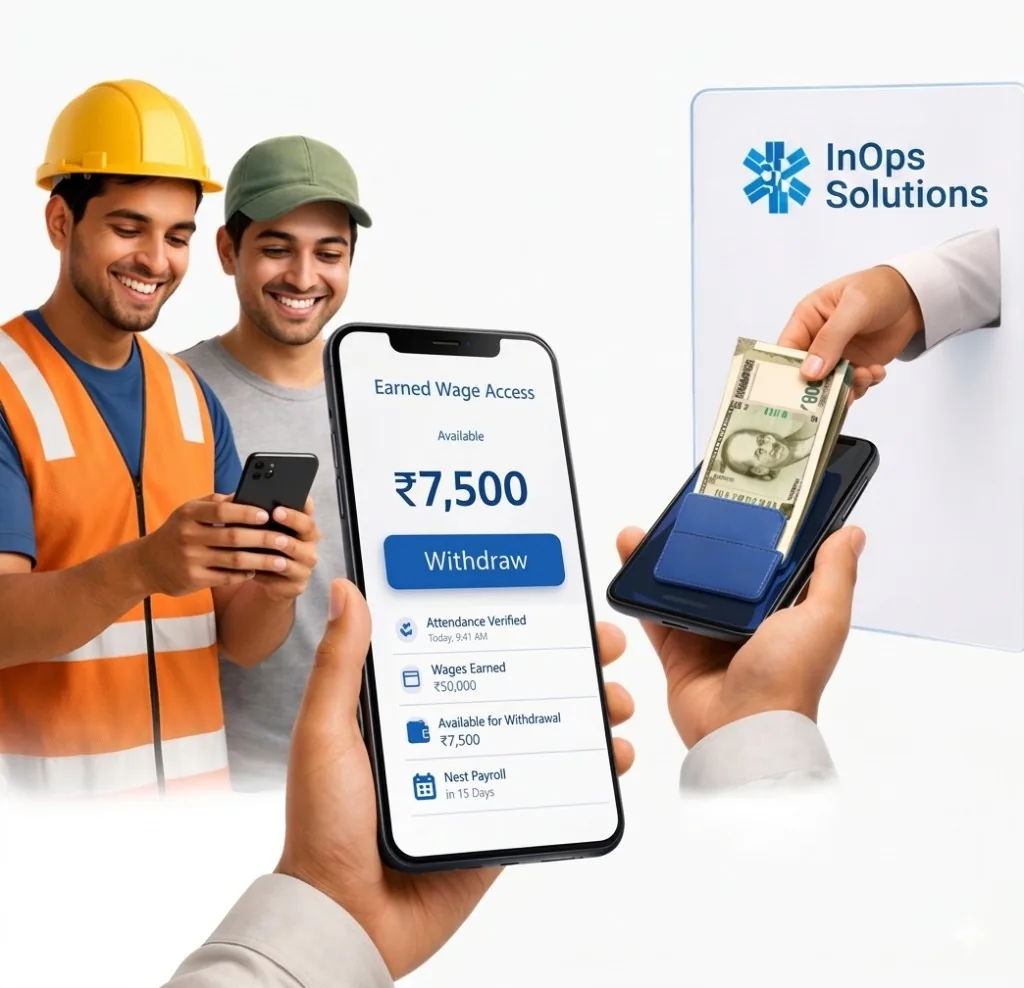 InOps
Solutions
Earned Wage Access
Available
₹7,500
Withdraw
Attendance Verified
Today, 9:41 AM
Wages Earned
₹50,000
Available for Withdrawal
₹7,500
Nest Payroll
in 15 Days